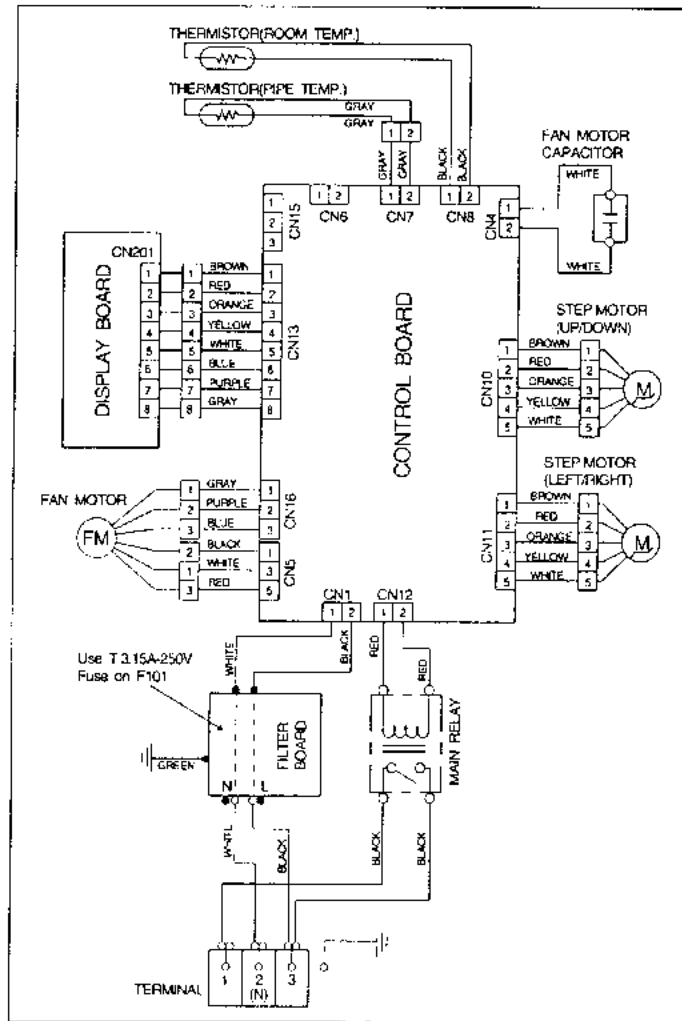 THERMISTOR(ROOM TEMP.)
THERMISTOR(PIPE TEMP.)
GRAY
GRAY
1 2
GRAY
GRAY
BLACK
BLACK
FAN MOTOR
CAPACITOR
WHITE
WHITE
1 2
CN6
1 2
CN7
1 2
CN8
1
2
CN4
1
2
3
CN15
CONTROL BOARD
DISPLAY BOARD
CN201
1 1 BROWN 1
2 2 RED 2
3 3 ORANGE 3
4 4 YELLOW 4
5 5 WHITE 5
6 6 BLUE 6
7 7 PURPLE 7
8 8 GRAY 8
CN13
STEP MOTOR
(UP/DOWN)
1 BROWN 1
2 RED 2
3 ORANGE 3
4 YELLOW 4
5 WHITE 5
CN10
M
STEP MOTOR
(LEFT/RIGHT)
1 BROWN 1
2 RED 2
3 ORANGE 3
4 YELLOW 4
5 WHITE 5
CN11
M
FAN MOTOR
FM
1 GRAY 1
2 PURPLE 2
3 BLUE 3
CN16
2 BLACK 1
1 WHITE 3
3 RED 5
CN5
CN1
1 2
CN12
1 2
WHITE
BLACK
RED
RED
Use T 3.15A-250V
Fuse on F101
FILTER
BOARD
N L
GREEN
MAIN RELAY
WHITE
BLACK
BLACK
BLACK
TERMINAL
1 2 3
(N)